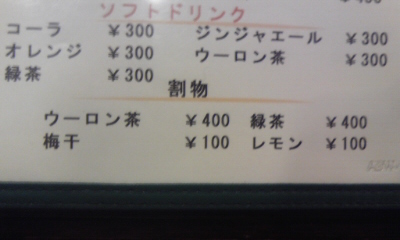 ソフトドリンク
コーラ ￥300 ジンジャエール ￥300
オレンジ ￥300 ウーロン茶 ￥300
緑茶 ￥300
割物
ウーロン茶 ￥400 緑茶 ￥400
梅干 ￥100 レモン ￥100